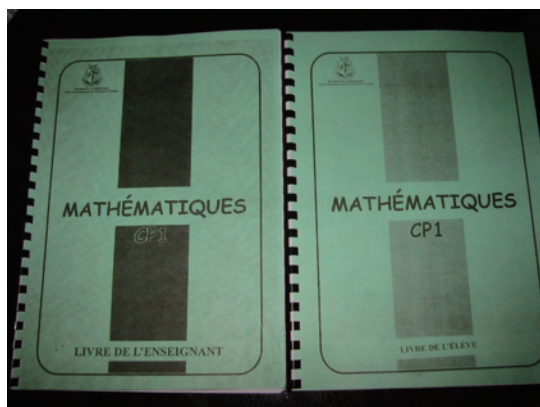 MATHÉMATIQUES
CP1
LIVRE DE L'ENSEIGNANT
MATHÉMATIQUES
CP1
LIVRE DE L'ÉLÈVE